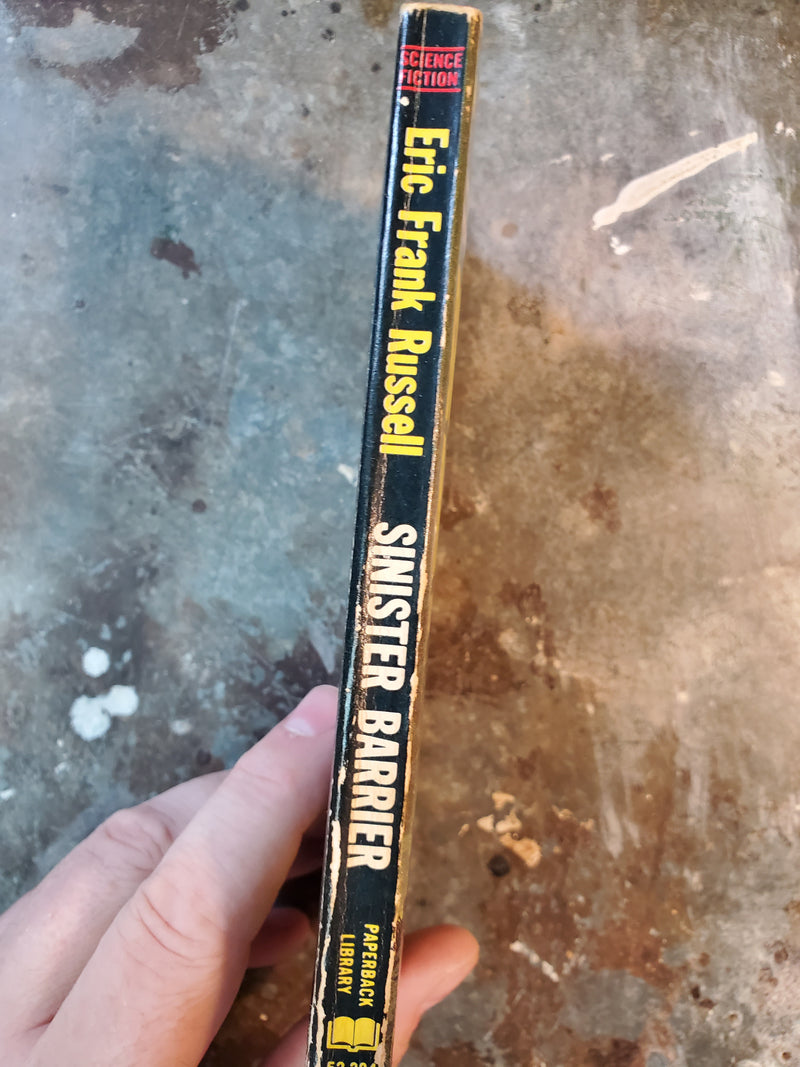 SCIENCE
FICTION
Eric Frank Russell
SINISTER BARRIER
PAPERBACK
LIBRARY